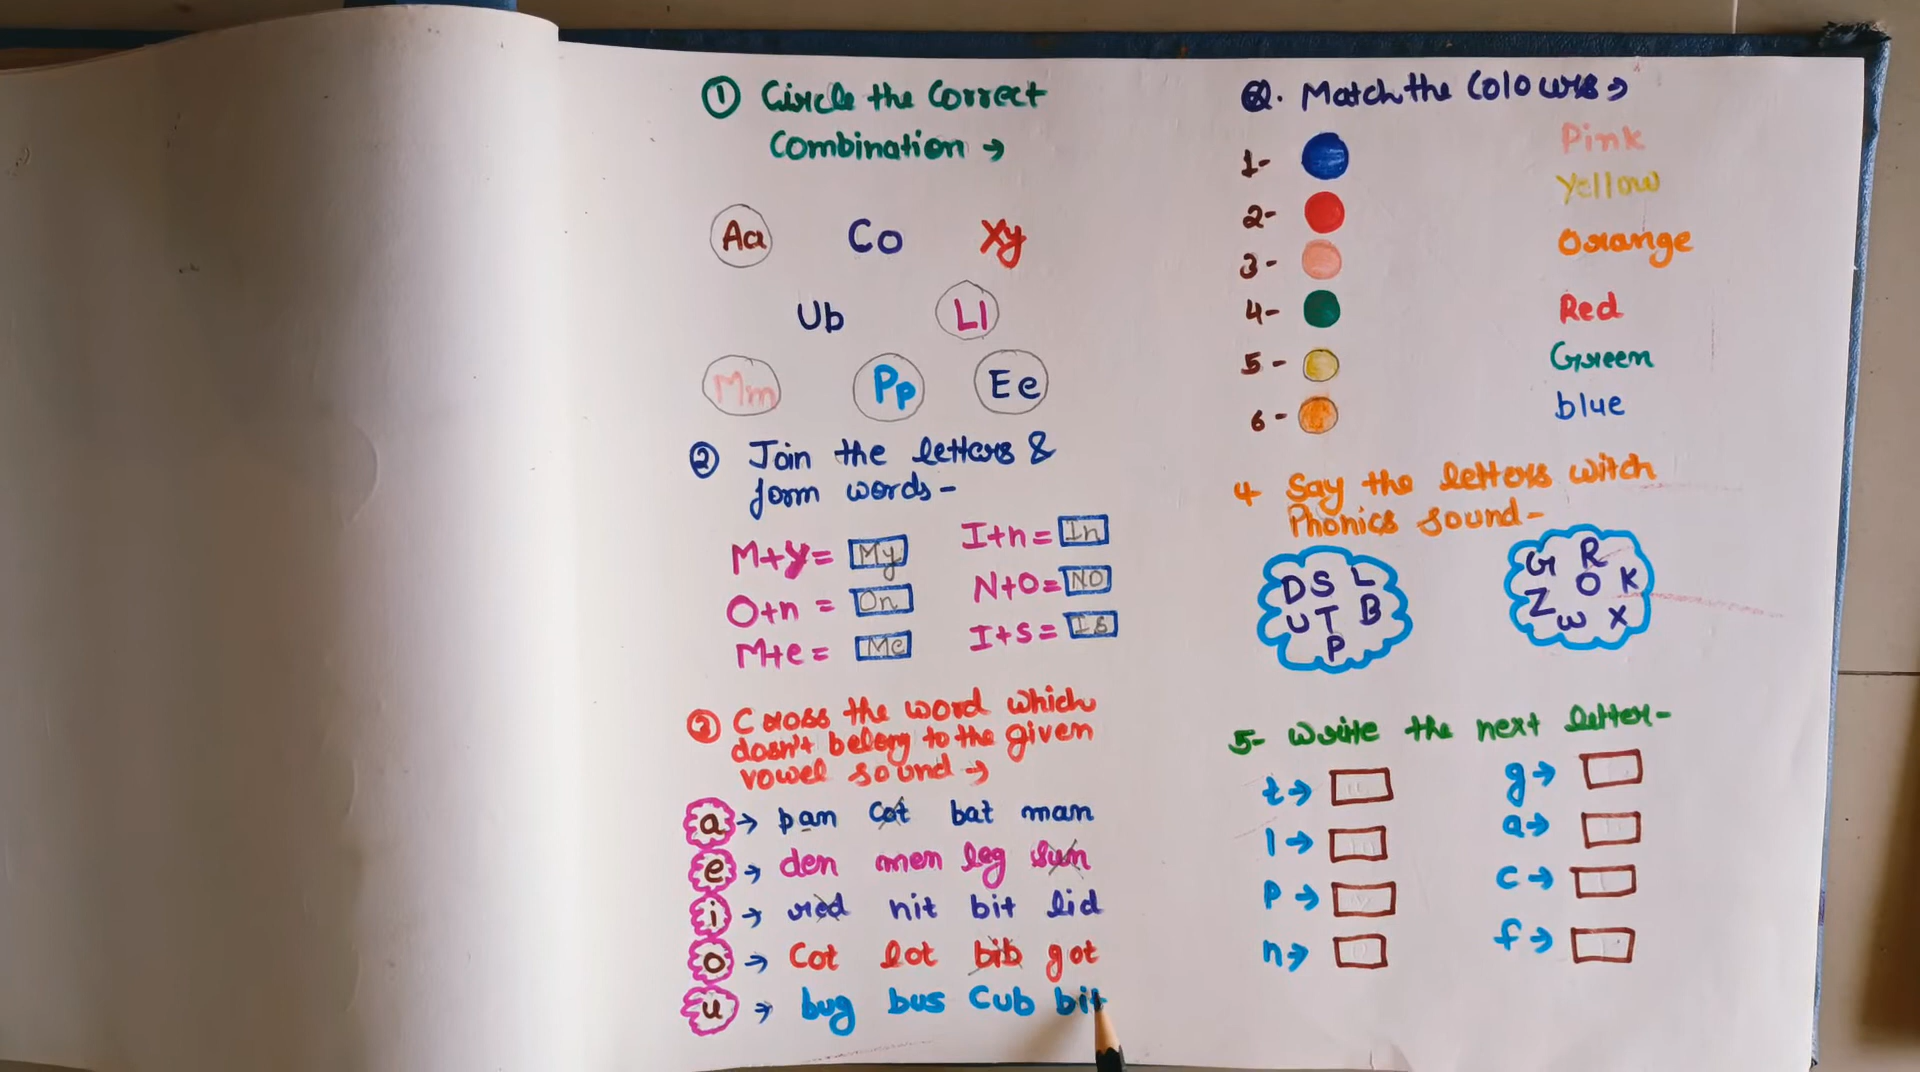 ① Circle the Correct
Combination →
Aa Co Xy
Ub Ll
Mm Pp Ee
② Join the letters &
form words-
M+y= My I+n= In
O+n = On N+O= NO
M+e= Me I+S= Is
③ Cross the word which
dosn't belong to the given
vowel sound →
a → pan cot bat man
e → den men leg sun
i → red nit bit lid
o → Cot lot bib got
u → bug bus Cub bit
Q. Match the Colours →
1- Pink
2- Yellow
3- Orange
4- Red
5- Green
6- blue
4 Say the letters witch
Phonics sound-
D S L
U T B
P
G R
Z O K
W X
5- Write the next letter-
t → g →
l → a →
p → c →
n → f →